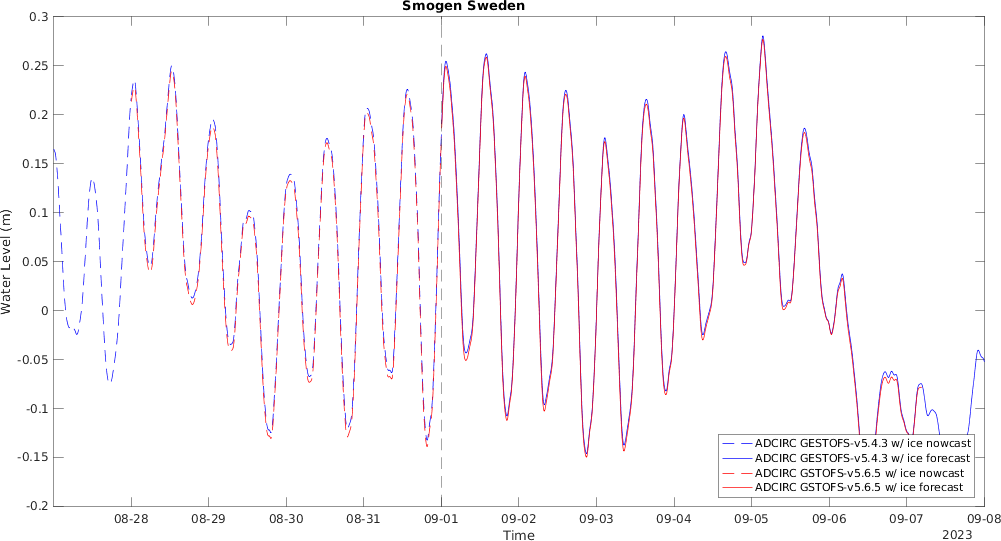 Smogen Sweden
0.3
0.25
0.2
0.15
0.1
0.05
0
-0.05
-0.1
-0.15
-0.2
Water Level (m)
ADCIRC GESTOFS-v5.4.3 w/ ice nowcast
ADCIRC GESTOFS-v5.4.3 w/ ice forecast
ADCIRC GSTOFS-v5.6.5 w/ ice nowcast
ADCIRC GSTOFS-v5.6.5 w/ ice forecast
08-28 08-29 08-30 08-31 09-01 09-02 09-03 09-04 09-05 09-06 09-07 09-08
Time
2023